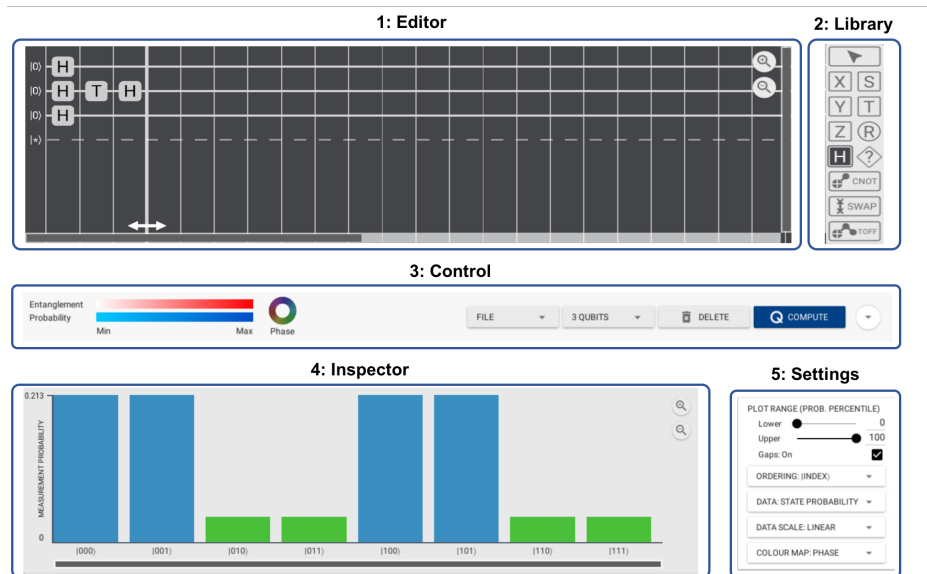 1: Editor
2: Library
|0⟩ H
|0⟩ H T H
|0⟩ H
|*⟩
X S
Y T
Z R
H ?
CNOT
SWAP
TOFF
3: Control
Entanglement
Probability
Min Max Phase
FILE 3 QUBITS DELETE COMPUTE
4: Inspector
0.213
MEASUREMENT PROBABILITY
0
|000⟩ |001⟩ |010⟩ |011⟩ |100⟩ |101⟩ |110⟩ |111⟩
5: Settings
PLOT RANGE (PROB. PERCENTILE)
Lower 0
Upper 100
Gaps: On
ORDERING: |INDEX⟩
DATA: STATE PROBABILITY
DATA SCALE: LINEAR
COLOUR MAP: PHASE